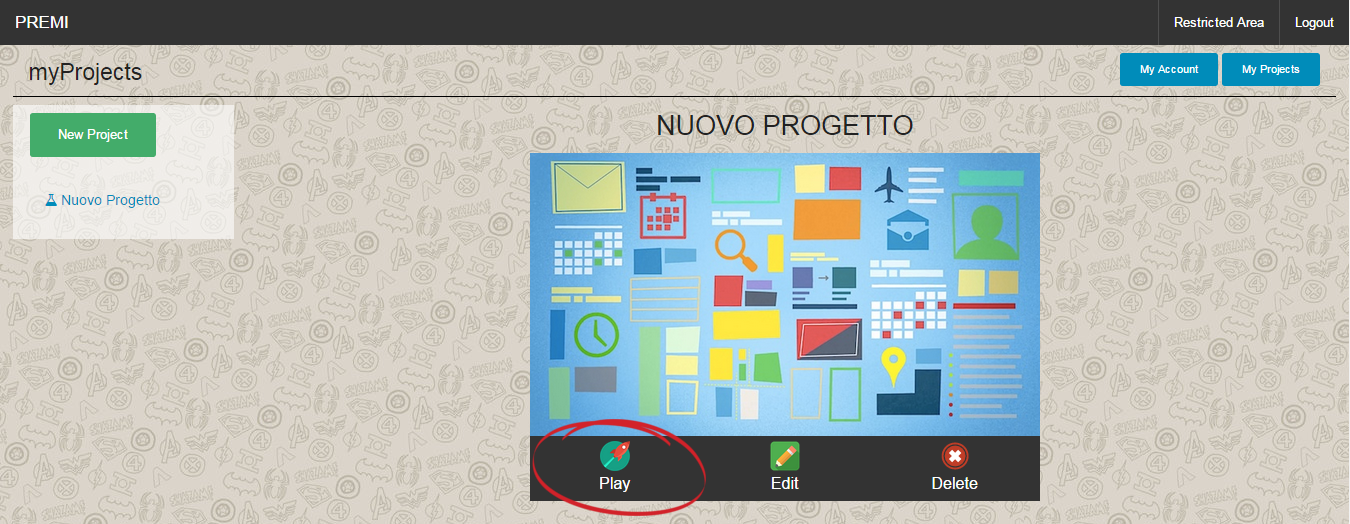 PREMI
Restricted Area
Logout
myProjects
My Account
My Projects
New Project
NUOVO PROGETTO
Nuovo Progetto
Play
Edit
Delete